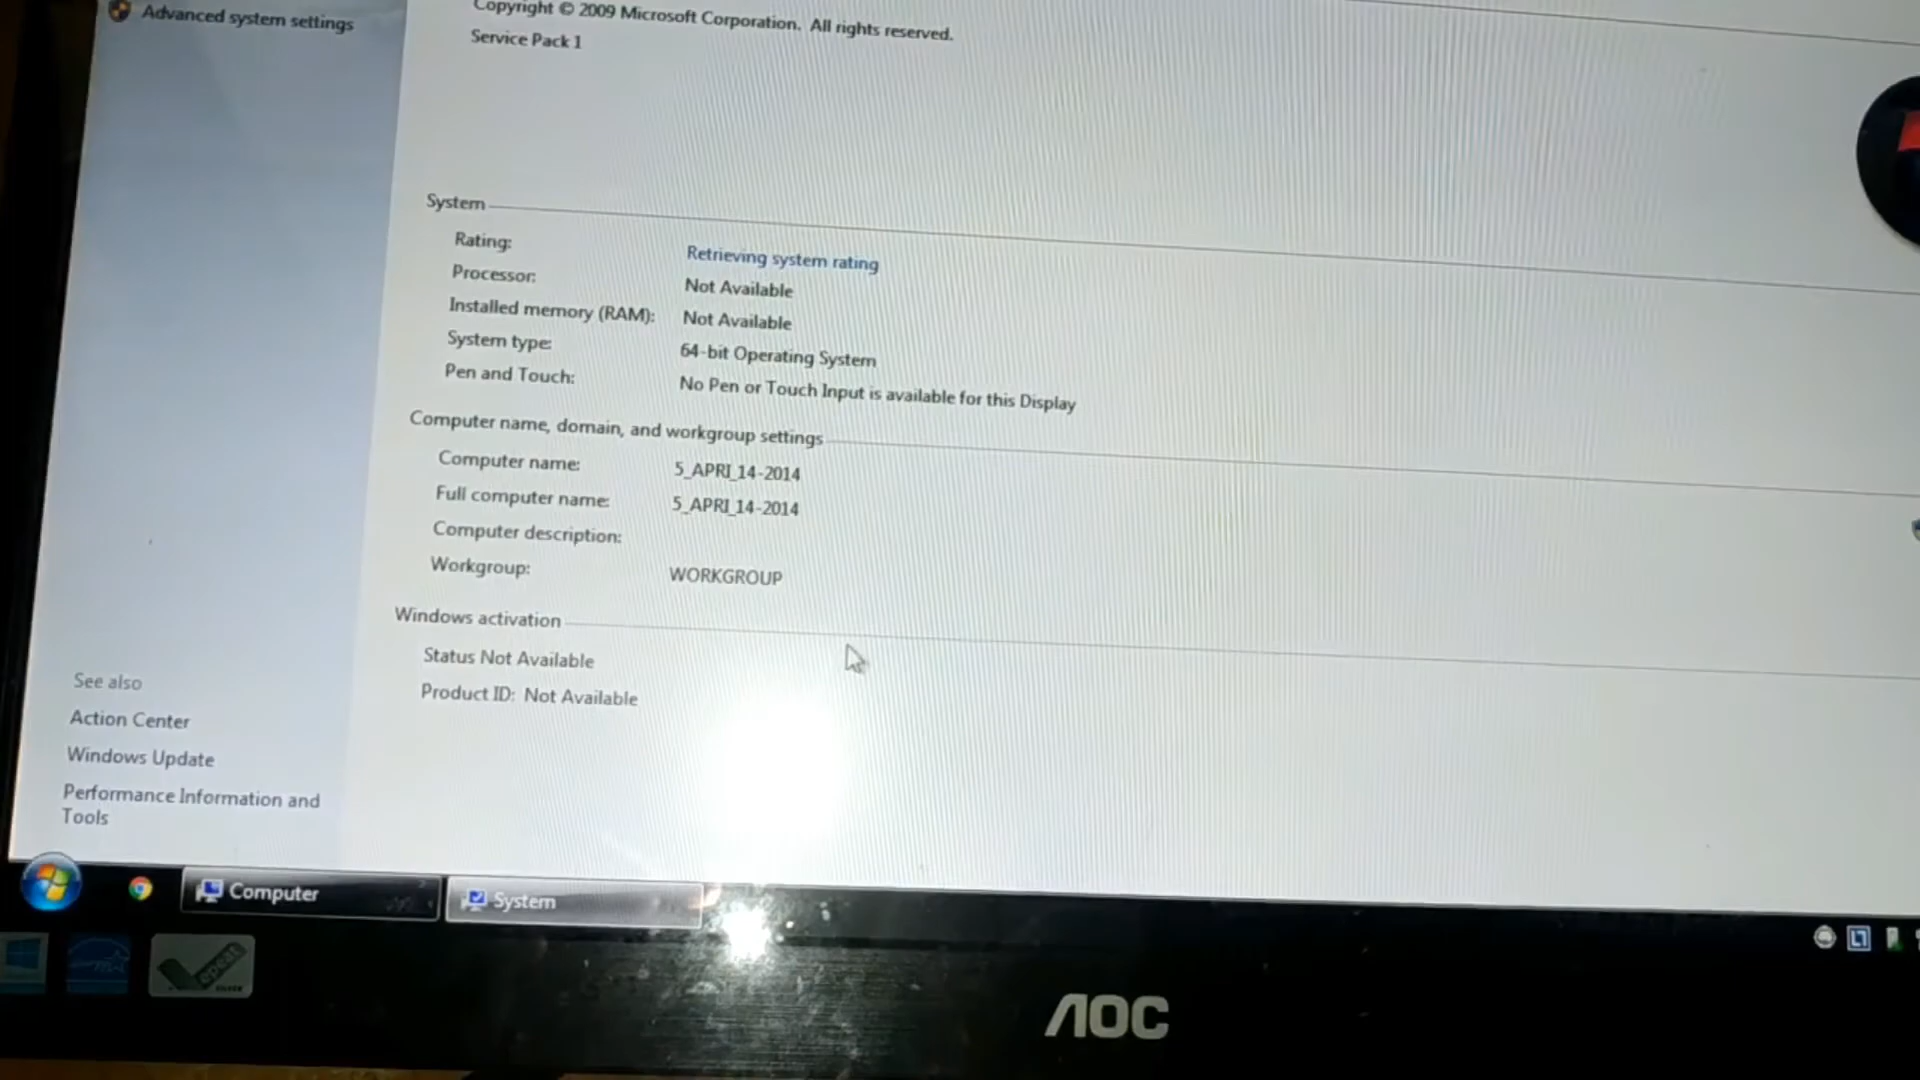 Advanced system settings
Copyright © 2009 Microsoft Corporation. All rights reserved.
Service Pack 1
System
Rating: Retrieving system rating
Processor: Not Available
Installed memory (RAM): Not Available
System type: 64-bit Operating System
Pen and Touch: No Pen or Touch Input is available for this Display
Computer name, domain, and workgroup settings
Computer name: 5_APRI_14-2014
Full computer name: 5_APRI_14-2014
Computer description:
Workgroup: WORKGROUP
Windows activation
Status Not Available
Product ID: Not Available
See also
Action Center
Windows Update
Performance Information and
Tools
Computer
System
epeat
AOC